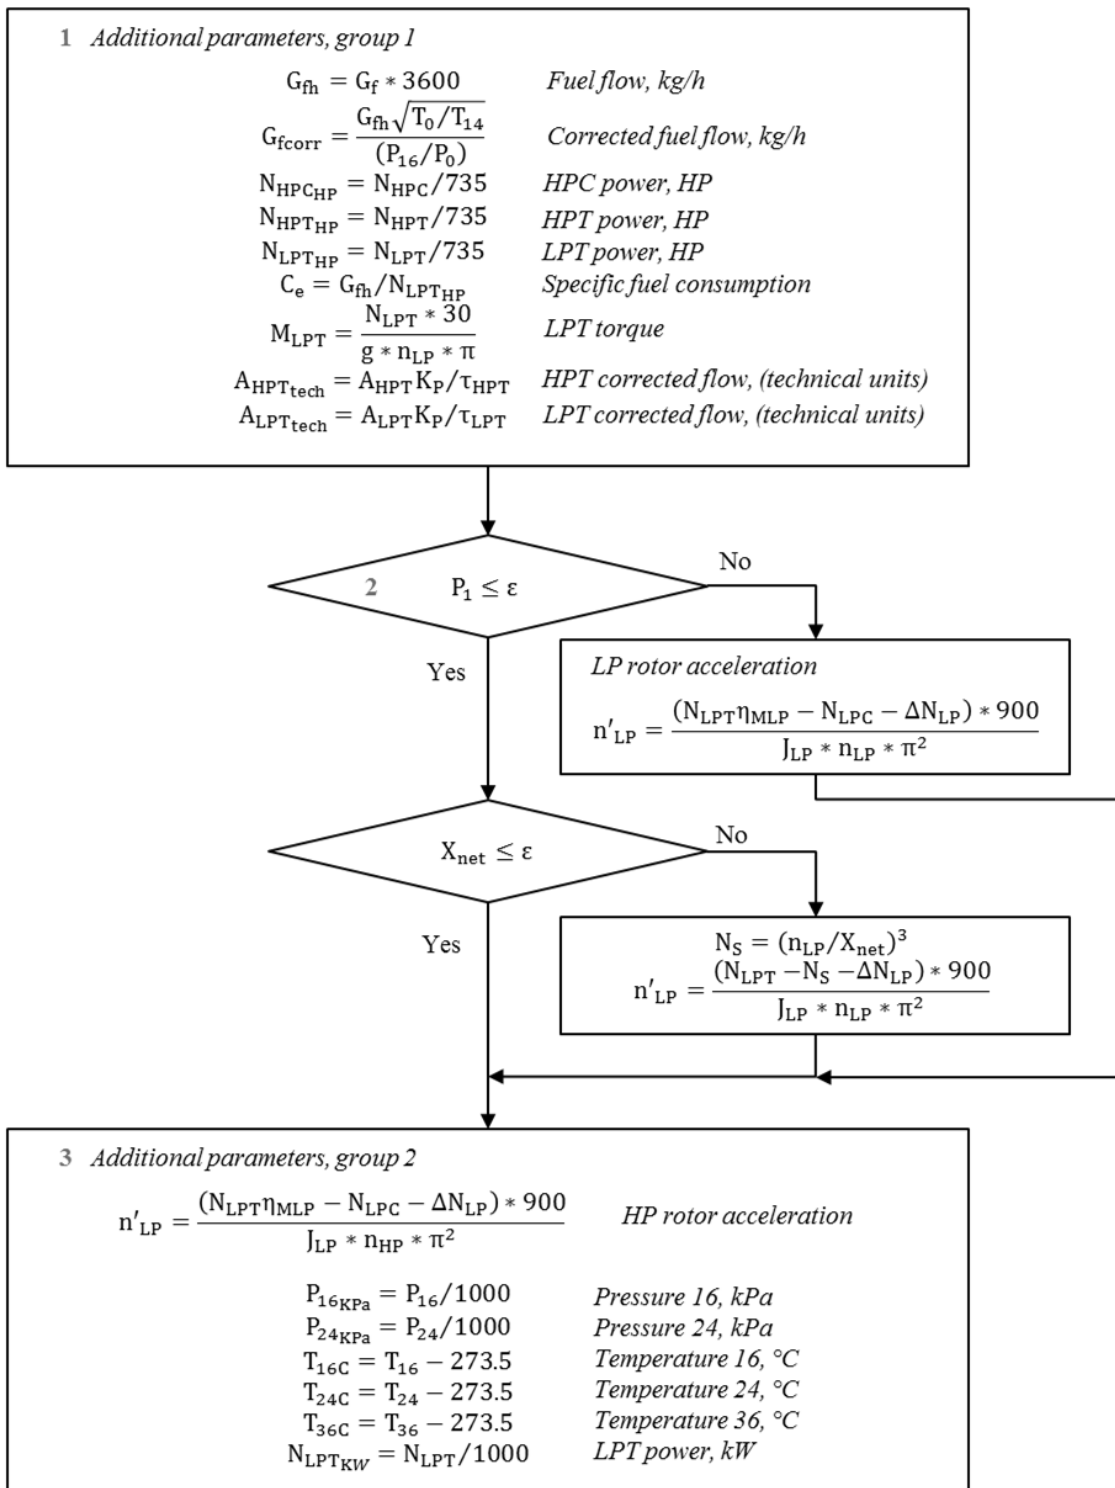 1 Additional parameters, group 1
G_fh = G_f * 3600 Fuel flow, kg/h
G_fcorr = G_fh√(T_0/T_14) / (P_16/P_0) Corrected fuel flow, kg/h
N_HPC_HP = N_HPC/735 HPC power, HP
N_HPT_HP = N_HPT/735 HPT power, HP
N_LPT_HP = N_LPT/735 LPT power, HP
C_e = G_fh/N_LPT_HP Specific fuel consumption
M_LPT = (N_LPT * 30) / (g * n_LP * π) LPT torque
A_HPT_tech = A_HPT K_P/τ_HPT HPT corrected flow, (technical units)
A_LPT_tech = A_LPT K_P/τ_LPT LPT corrected flow, (technical units)
2 P_1 ≤ ε
No
Yes
LP rotor acceleration
n'_LP = ((N_LPT η_MLP − N_LPC − ΔN_LP) * 900) / (J_LP * n_LP * π²)
X_net ≤ ε
No
Yes
N_S = (n_LP/X_net)³
n'_LP = ((N_LPT − N_S − ΔN_LP) * 900) / (J_LP * n_LP * π²)
3 Additional parameters, group 2
n'_LP = ((N_LPT η_MLP − N_LPC − ΔN_LP) * 900) / (J_LP * n_HP * π²) HP rotor acceleration
P_16_KPa = P_16/1000 Pressure 16, kPa
P_24_KPa = P_24/1000 Pressure 24, kPa
T_16C = T_16 − 273.5 Temperature 16, °C
T_24C = T_24 − 273.5 Temperature 24, °C
T_36C = T_36 − 273.5 Temperature 36, °C
N_LPT_KW = N_LPT/1000 LPT power, kW